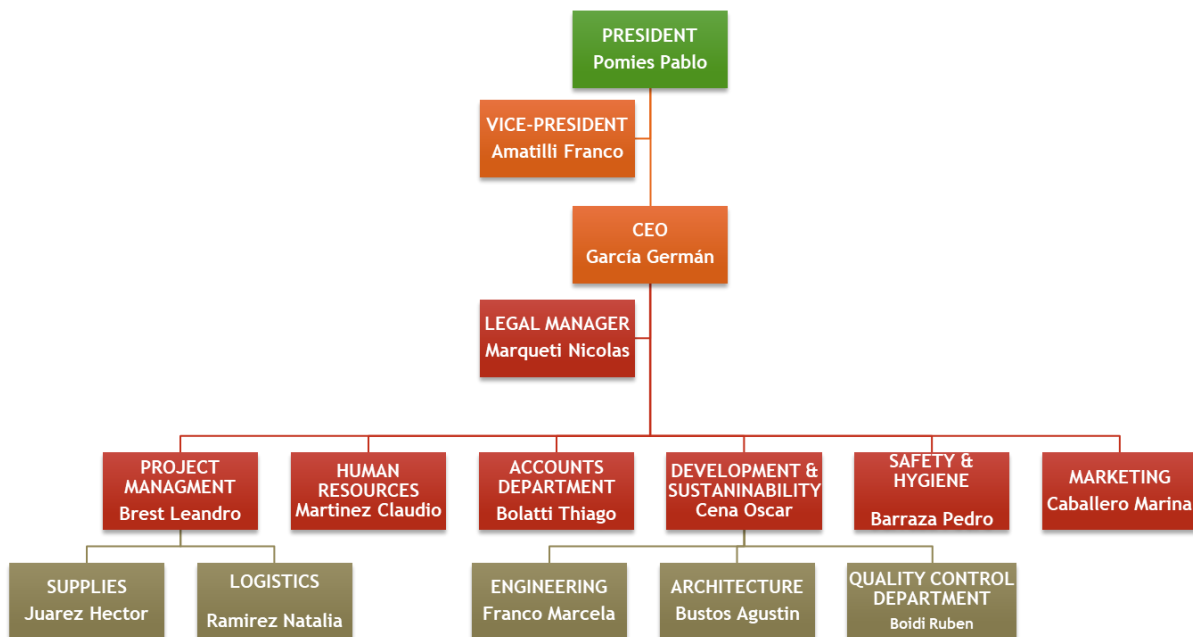 PRESIDENT
Pomies Pablo
VICE-PRESIDENT
Amatilli Franco
CEO
García Germán
LEGAL MANAGER
Marqueti Nicolas
PROJECT
MANAGMENT
Brest Leandro
HUMAN
RESOURCES
Martinez Claudio
ACCOUNTS
DEPARTMENT
Bolatti Thiago
DEVELOPMENT &
SUSTANINABILITY
Cena Oscar
SAFETY &
HYGIENE
Barraza Pedro
MARKETING
Caballero Marina
SUPPLIES
Juarez Hector
LOGISTICS
Ramirez Natalia
ENGINEERING
Franco Marcela
ARCHITECTURE
Bustos Agustin
QUALITY CONTROL
DEPARTMENT
Boidi Ruben